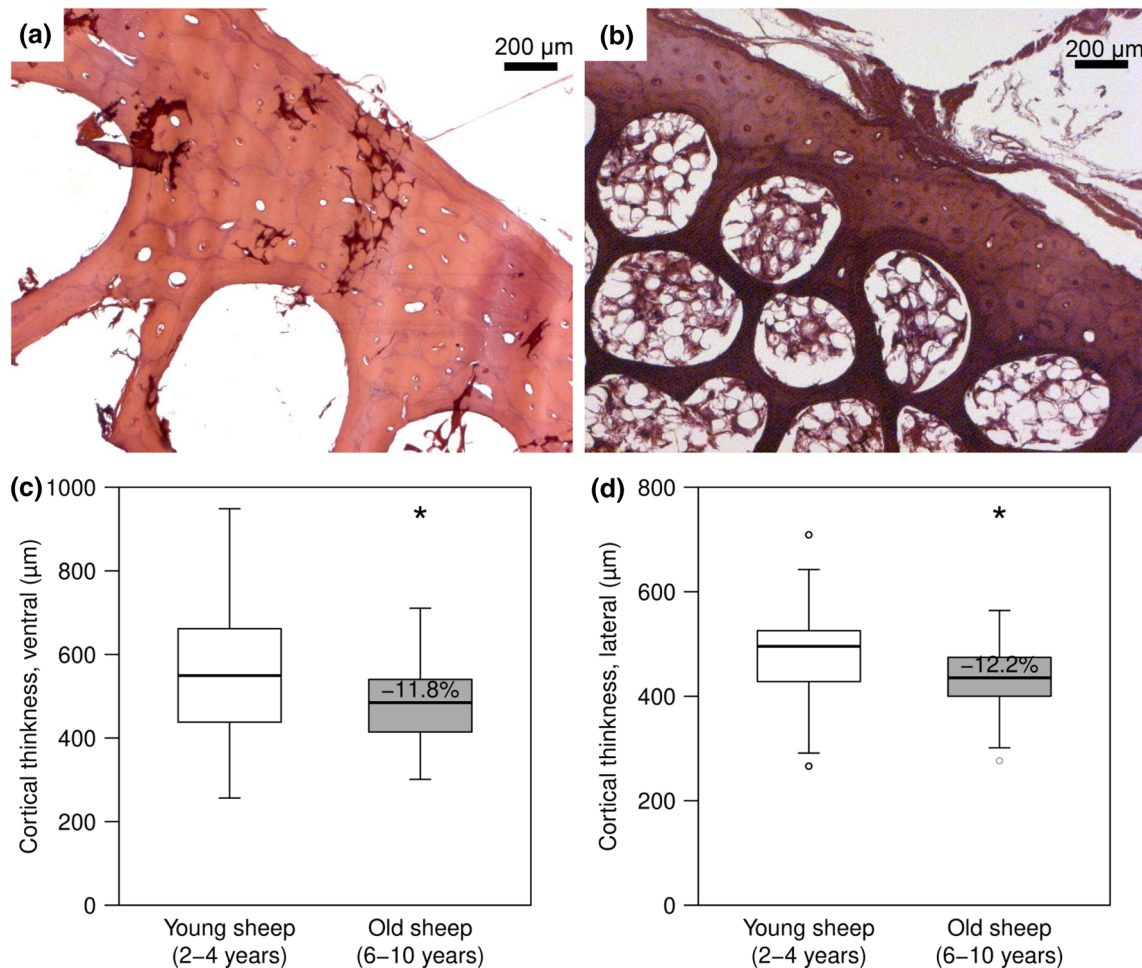 (a)
200 µm
(b)
200 µm
(c)
Cortical thinkness, ventral (µm)
1000
800
600
400
200
0
*
−11.8%
Young sheep
(2−4 years)
Old sheep
(6−10 years)
(d)
Cortical thinkness, lateral (µm)
800
600
400
200
0
*
−12.2%
Young sheep
(2−4 years)
Old sheep
(6−10 years)